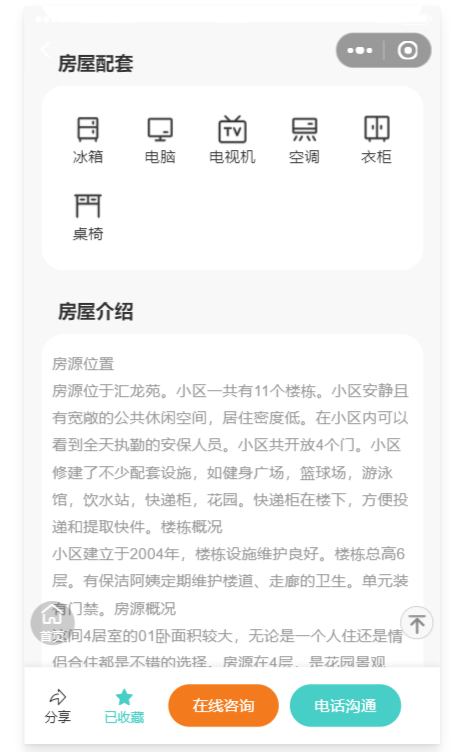 房屋配套
冰箱
电脑
电视机
空调
衣柜
桌椅
房屋介绍
房源位置
房源位于汇龙苑。小区一共有11个楼栋。小区安静且
有宽敞的公共休闲空间，居住密度低。在小区内可以
看到全天执勤的安保人员。小区共开放4个门。小区
修建了不少配套设施，如健身广场，篮球场，游泳
馆，饮水站，快递柜，花园。快递柜在楼下，方便投
递和提取快件。楼栋概况
小区建立于2004年，楼栋设施维护良好。楼栋总高6
层。有保洁阿姨定期维护楼道、走廊的卫生。单元装
有门禁。房源概况
这间4居室的01卧面积较大，无论是一个人住还是情
侣合住都是不错的选择。房源在4层，是花园景观
首页
分享
已收藏
在线咨询
电话沟通